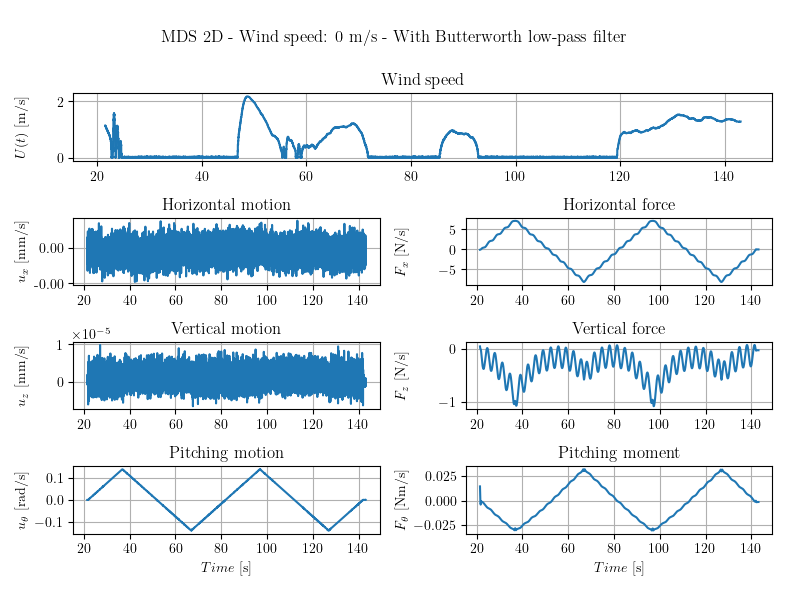 MDS 2D - Wind speed: 0 m/s - With Butterworth low-pass filter
Wind speed
U(t) [m/s]
2
0
20 40 60 80 100 120 140
Horizontal motion
u_x [mm/s]
0.00
-0.00
20 40 60 80 100 120 140
Horizontal force
F_x [N/s]
5
0
−5
20 40 60 80 100 120 140
Vertical motion
×10⁻⁵
u_z [mm/s]
1
0
20 40 60 80 100 120 140
Vertical force
F_z [N/s]
0
−1
20 40 60 80 100 120 140
Pitching motion
u_θ [rad/s]
0.1
0.0
−0.1
20 40 60 80 100 120 140
Time [s]
Pitching moment
F_θ [Nm/s]
0.025
0.000
−0.025
20 40 60 80 100 120 140
Time [s]